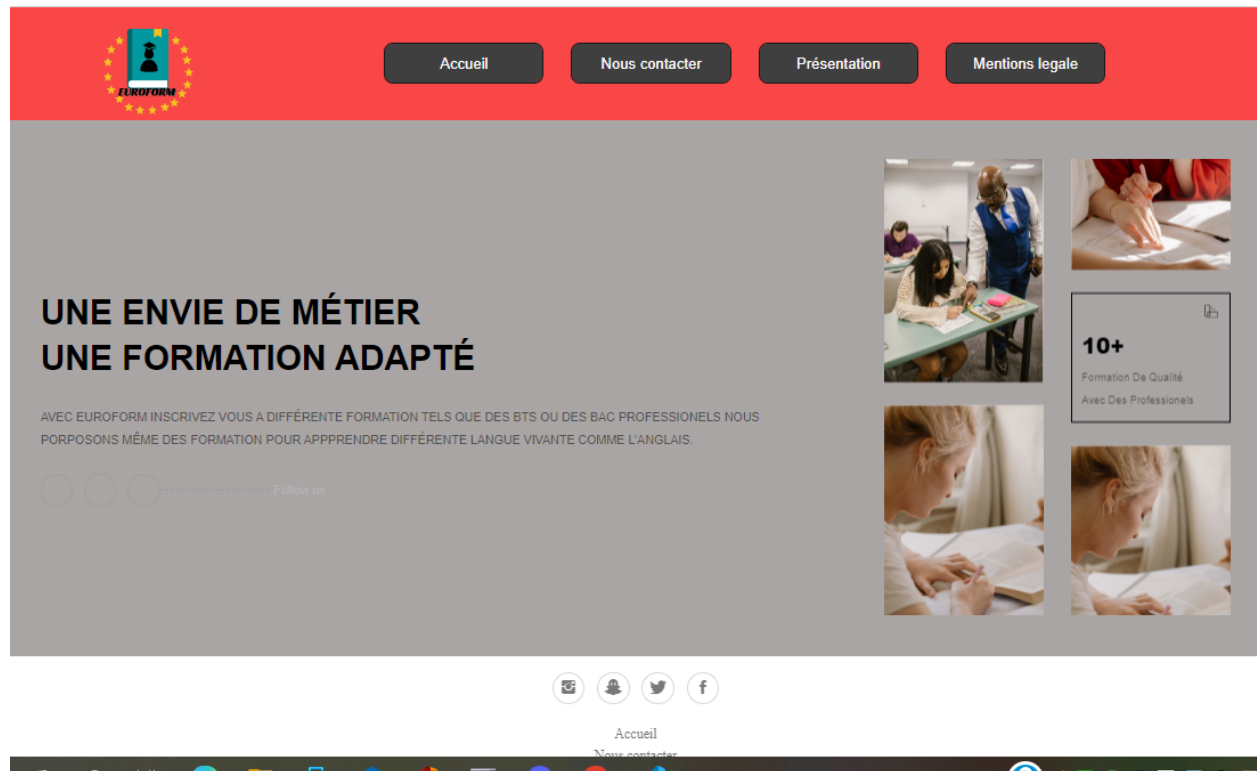 EUROFORM
Accueil
Nous contacter
Présentation
Mentions legale
UNE ENVIE DE MÉTIER
UNE FORMATION ADAPTÉ
AVEC EUROFORM INSCRIVEZ VOUS A DIFFÉRENTE FORMATION TELS QUE DES BTS OU DES BAC PROFESSIONELS NOUS
PORPOSONS MÊME DES FORMATION POUR APPPRENDRE DIFFÉRENTE LANGUE VIVANTE COMME L'ANGLAIS.
Follow us
10+
Formation De Qualité
Avec Des Professionels
Accueil
Nous contacter